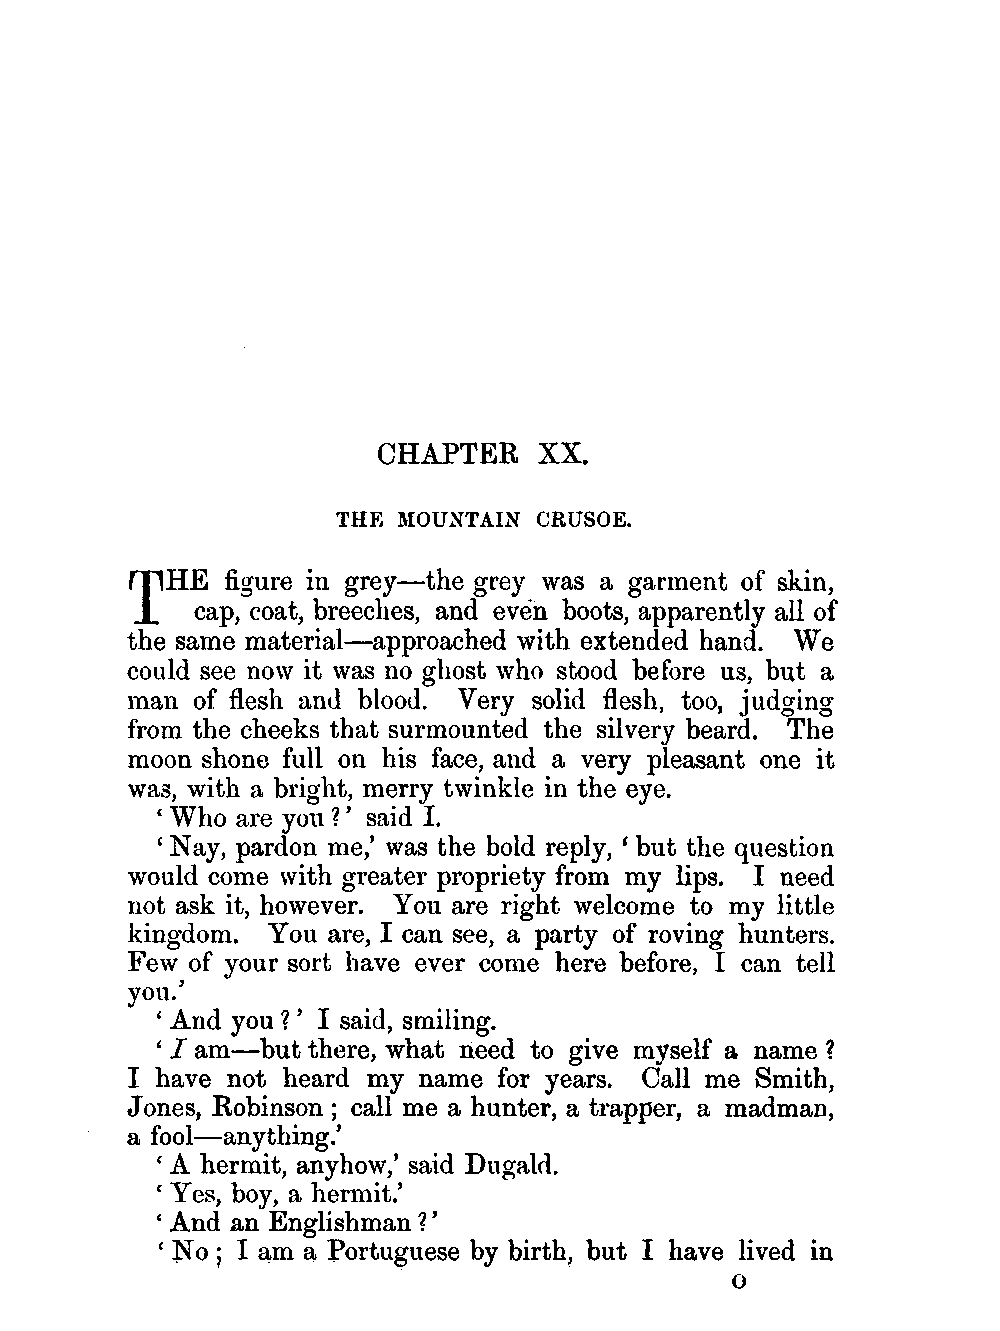 CHAPTER XX.
THE MOUNTAIN CRUSOE.
THE figure in grey—the grey was a garment of skin,
cap, coat, breeches, and even boots, apparently all of
the same material—approached with extended hand. We
could see now it was no ghost who stood before us, but a
man of flesh and blood. Very solid flesh, too, judging
from the cheeks that surmounted the silvery beard. The
moon shone full on his face, and a very pleasant one it
was, with a bright, merry twinkle in the eye.
‘Who are you?’ said I.
‘Nay, pardon me,’ was the bold reply, ‘but the question
would come with greater propriety from my lips. I need
not ask it, however. You are right welcome to my little
kingdom. You are, I can see, a party of roving hunters.
Few of your sort have ever come here before, I can tell
you.’
‘And you?’ I said, smiling.
‘I am—but there, what need to give myself a name?
I have not heard my name for years. Call me Smith,
Jones, Robinson; call me a hunter, a trapper, a madman,
a fool—anything.’
‘A hermit, anyhow,’ said Dugald.
‘Yes, boy, a hermit.’
‘And an Englishman?’
‘No; I am a Portuguese by birth, but I have lived in
O